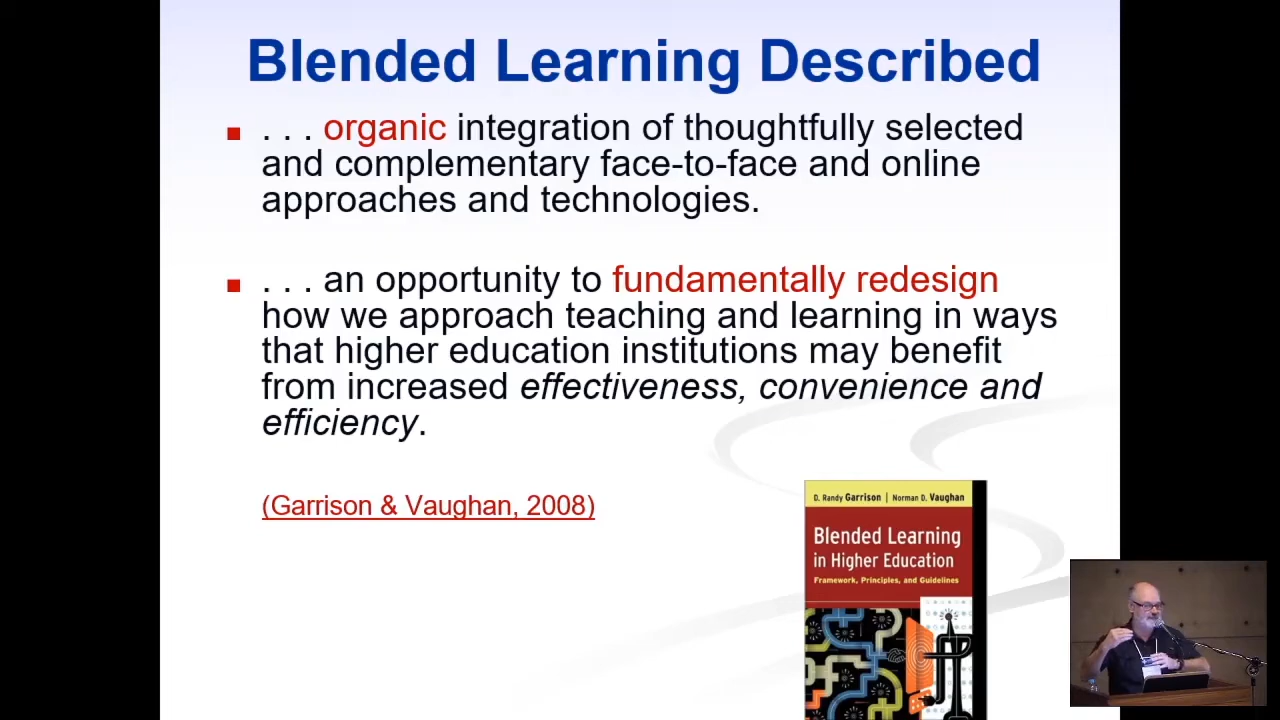 Blended Learning Described
. . . organic integration of thoughtfully selected
and complementary face-to-face and online
approaches and technologies.
. . . an opportunity to fundamentally redesign
how we approach teaching and learning in ways
that higher education institutions may benefit
from increased effectiveness, convenience and
efficiency.
(Garrison & Vaughan, 2008)
D. Randy Garrison | Norman D. Vaughan
Blended Learning
in Higher Education
Framework, Principles, and Guidelines